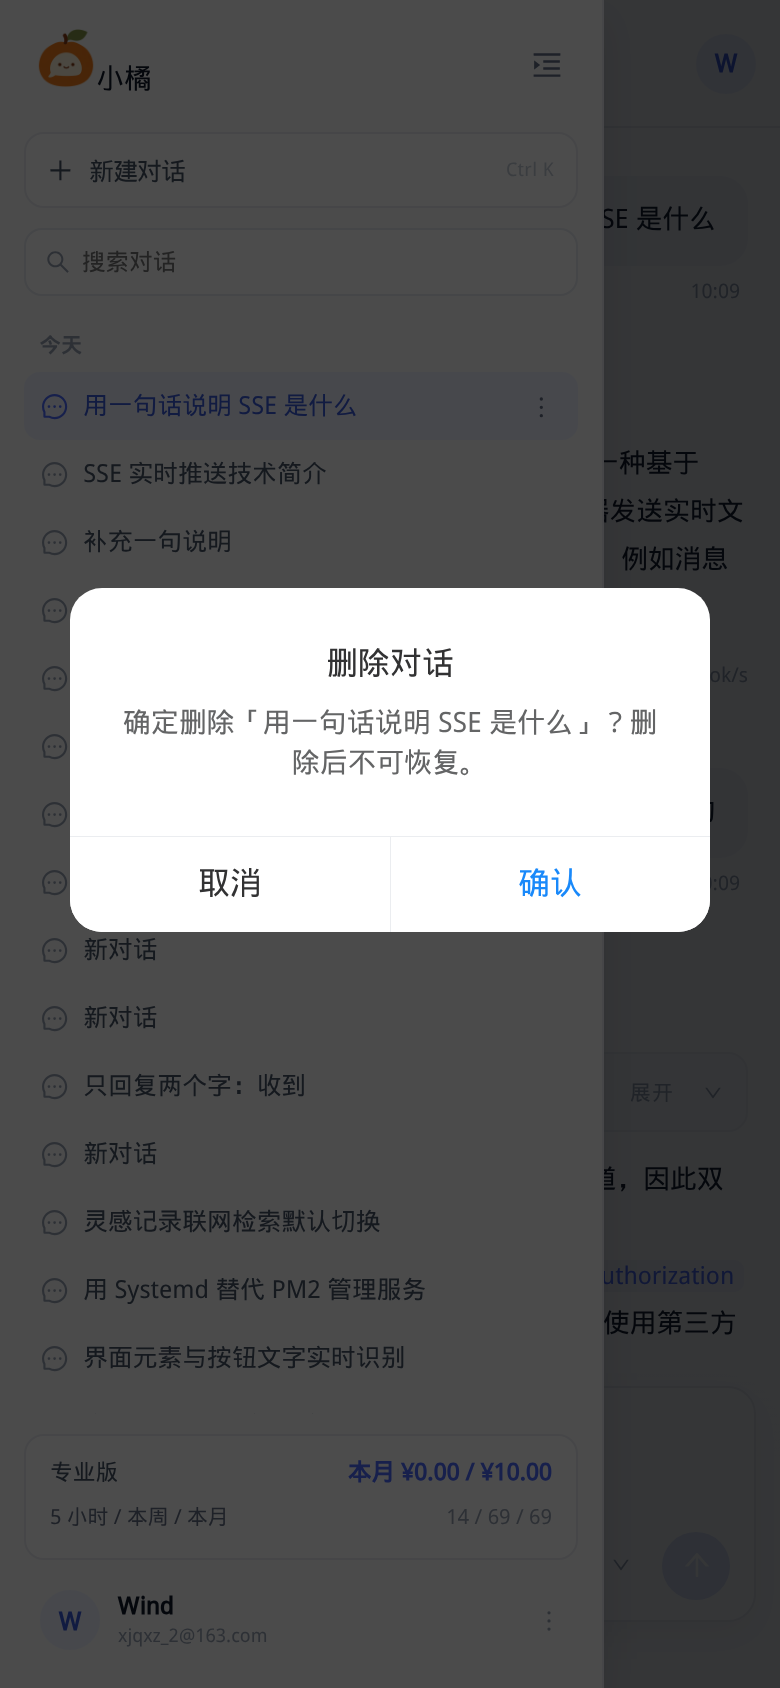 小橘
W
新建对话
Ctrl K
SE 是什么
搜索对话
10:09
今天
用一句话说明 SSE 是什么
SSE 实时推送技术简介
一种基于
发送实时文
补充一句说明
例如消息
删除对话
ok/s
确定删除「用一句话说明 SSE 是什么」？删
除后不可恢复。
取消
确认
:09
新对话
新对话
只回复两个字：收到
展开
新对话
道，因此双
灵感记录联网检索默认切换
用 Systemd 替代 PM2 管理服务
uthorization
使用第三方
界面元素与按钮文字实时识别
专业版
本月 ¥0.00 / ¥10.00
5 小时 / 本周 / 本月
14 / 69 / 69
W
Wind
xjqxz_2@163.com